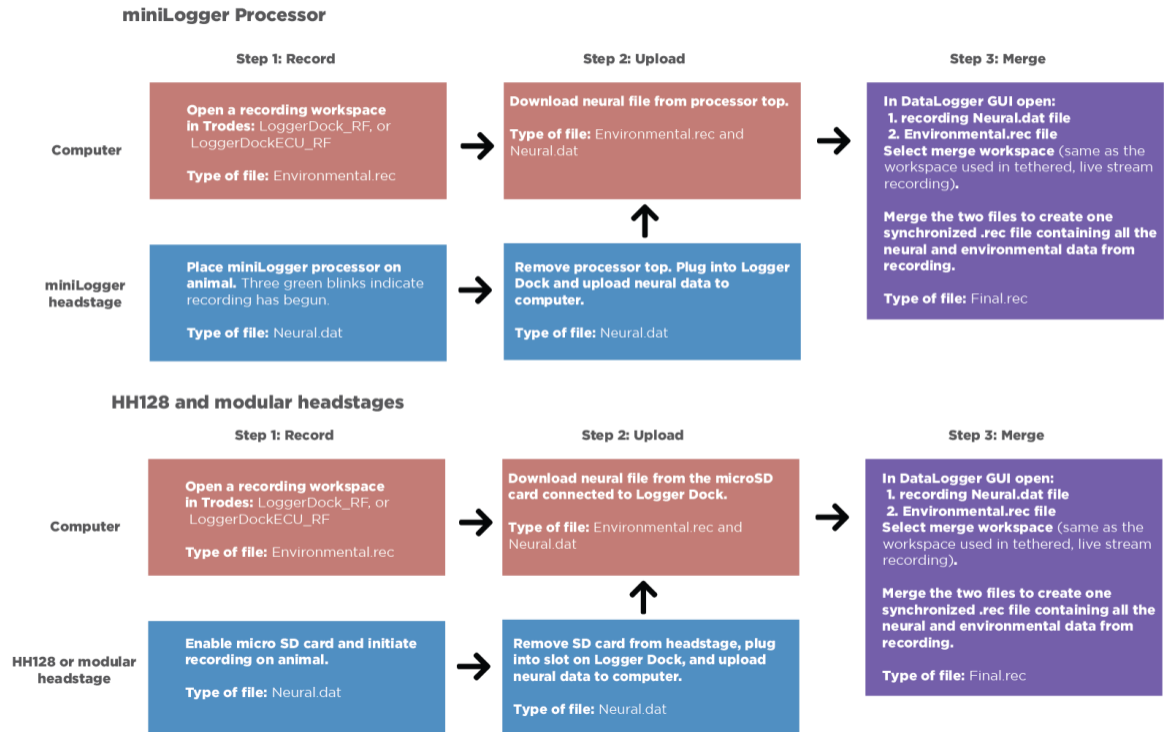 miniLogger Processor
Step 1: Record
Step 2: Upload
Step 3: Merge
Computer
Open a recording workspace
in Trodes: LoggerDock_RF, or
LoggerDockECU_RF
Type of file: Environmental.rec
Download neural file from processor top.
Type of file: Environmental.rec and
Neural.dat
In DataLogger GUI open:
1. recording Neural.dat file
2. Environmental.rec file
Select merge workspace (same as the
workspace used in tethered, live stream
recording).
Merge the two files to create one
synchronized .rec file containing all the
neural and environmental data from
recording.
Type of file: Final.rec
miniLogger
headstage
Place miniLogger processor on
animal. Three green blinks indicate
recording has begun.
Type of file: Neural.dat
Remove processor top. Plug into Logger
Dock and upload neural data to
computer.
Type of file: Neural.dat
HH128 and modular headstages
Step 1: Record
Step 2: Upload
Step 3: Merge
Computer
Open a recording workspace
in Trodes: LoggerDock_RF, or
LoggerDockECU_RF
Type of file: Environmental.rec
Download neural file from the microSD
card connected to Logger Dock.
Type of file: Environmental.rec and
Neural.dat
In DataLogger GUI open:
1. recording Neural.dat file
2. Environmental.rec file
Select merge workspace (same as the
workspace used in tethered, live stream
recording).
Merge the two files to create one
synchronized .rec file containing all the
neural and environmental data from
recording.
Type of file: Final.rec
HH128 or modular
headstage
Enable micro SD card and initiate
recording on animal.
Type of file: Neural.dat
Remove SD card from headstage, plug
into slot on Logger Dock, and upload
neural data to computer.
Type of file: Neural.dat